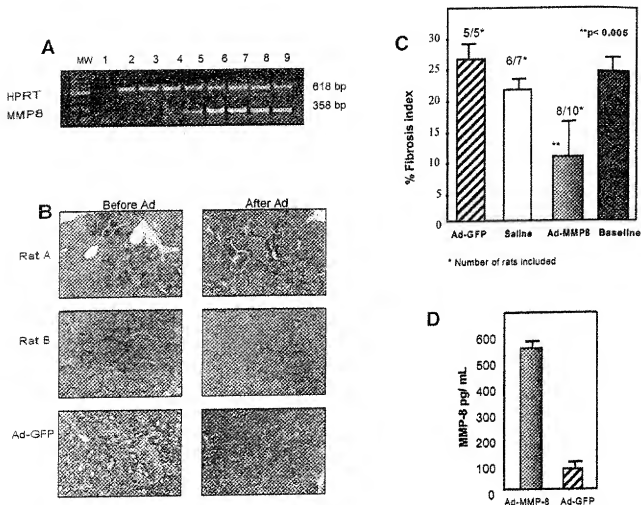 A
MW 1 2 3 4 5 6 7 8 9
HPRT
618 bp
MMP8
358 bp
B
Before Ad
After Ad
Rat A
Rat B
Ad-GFP
C
**p< 0.005
% Fibrosis index
30
25
20
15
10
5
0
5/5*
6/7*
8/10*
**
Ad-GFP Saline Ad-MMP8 Baseline
* Number of rats included
D
MMP-8 pg/ mL
600
500
400
300
200
100
0
Ad-MMP-8 Ad-GFP